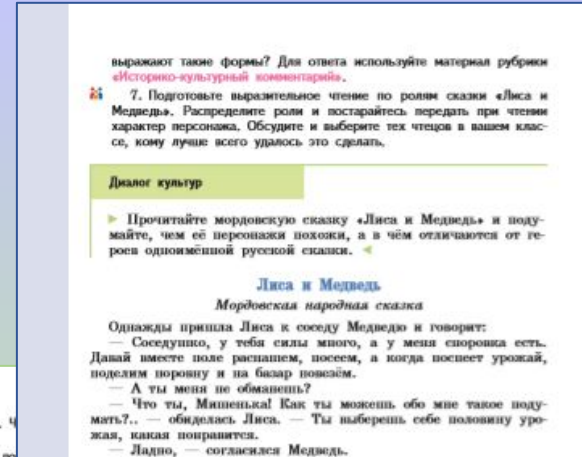 выражают такие формы? Для ответа используйте материал рубрики
«Историко-культурный комментарий».
7. Подготовьте выразительное чтение по ролям сказки «Лиса и
Медведь». Распределите роли и постарайтесь передать при чтении
характер персонажа. Обсудите и выберите тех чтецов в вашем клас-
се, кому лучше всего удалось это сделать.
Диалог культур
Прочитайте мордовскую сказку «Лиса и Медведь» и поду-
майте, чем её персонажи похожи, а в чём отличаются от ге-
роев одноимённой русской сказки.
Лиса и Медведь
Мордовская народная сказка
Однажды пришла Лиса к соседу Медведю и говорит:
— Соседушко, у тебя силы много, а у меня сноровка есть.
Давай вместе поле распашем, посеем, а когда поспеет урожай,
поделим поровну и на базар повезём.
— А ты меня не обманешь?
— Что ты, Мишенька! Как ты можешь обо мне такое поду-
мать?.. — обиделась Лиса. — Ты выберешь себе половину уро-
жая, какая понравится.
— Ладно, — согласился Медведь.